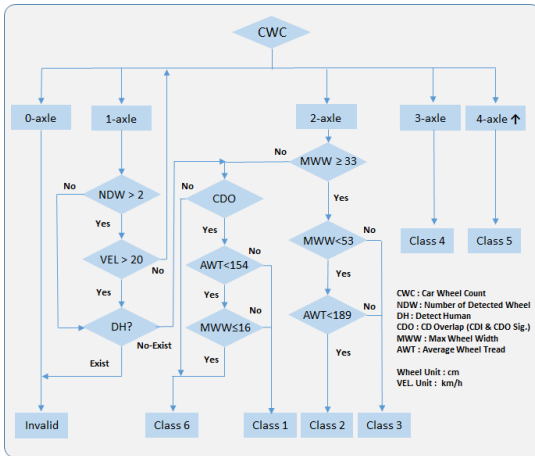 CWC
0-axle
1-axle
2-axle
3-axle
4-axle ↑
No
MWW ≥ 33
No
NDW > 2
CDO
Yes
Yes
No
MWW<53
Class 4
Class 5
Yes
No
VEL > 20
No
AWT<154
Yes
Yes
Yes
No
AWT<189
No
DH?
No-Exist
MWW≤16
Exist
Yes
Yes
Invalid
Class 6
Class 1
Class 2
Class 3
CWC : Car Wheel Count
NDW : Number of Detected Wheel
DH : Detect Human
CDO : CD Overlap (CDI & CDO Sig.)
MWW : Max Wheel Width
AWT : Average Wheel Tread
Wheel Unit : cm
VEL. Unit : km/h